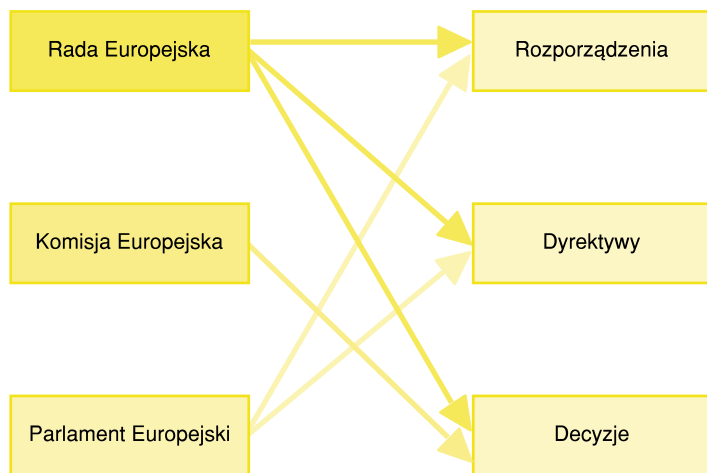 Rada Europejska
Rozporządzenia
Komisja Europejska
Dyrektywy
Parlament Europejski
Decyzje